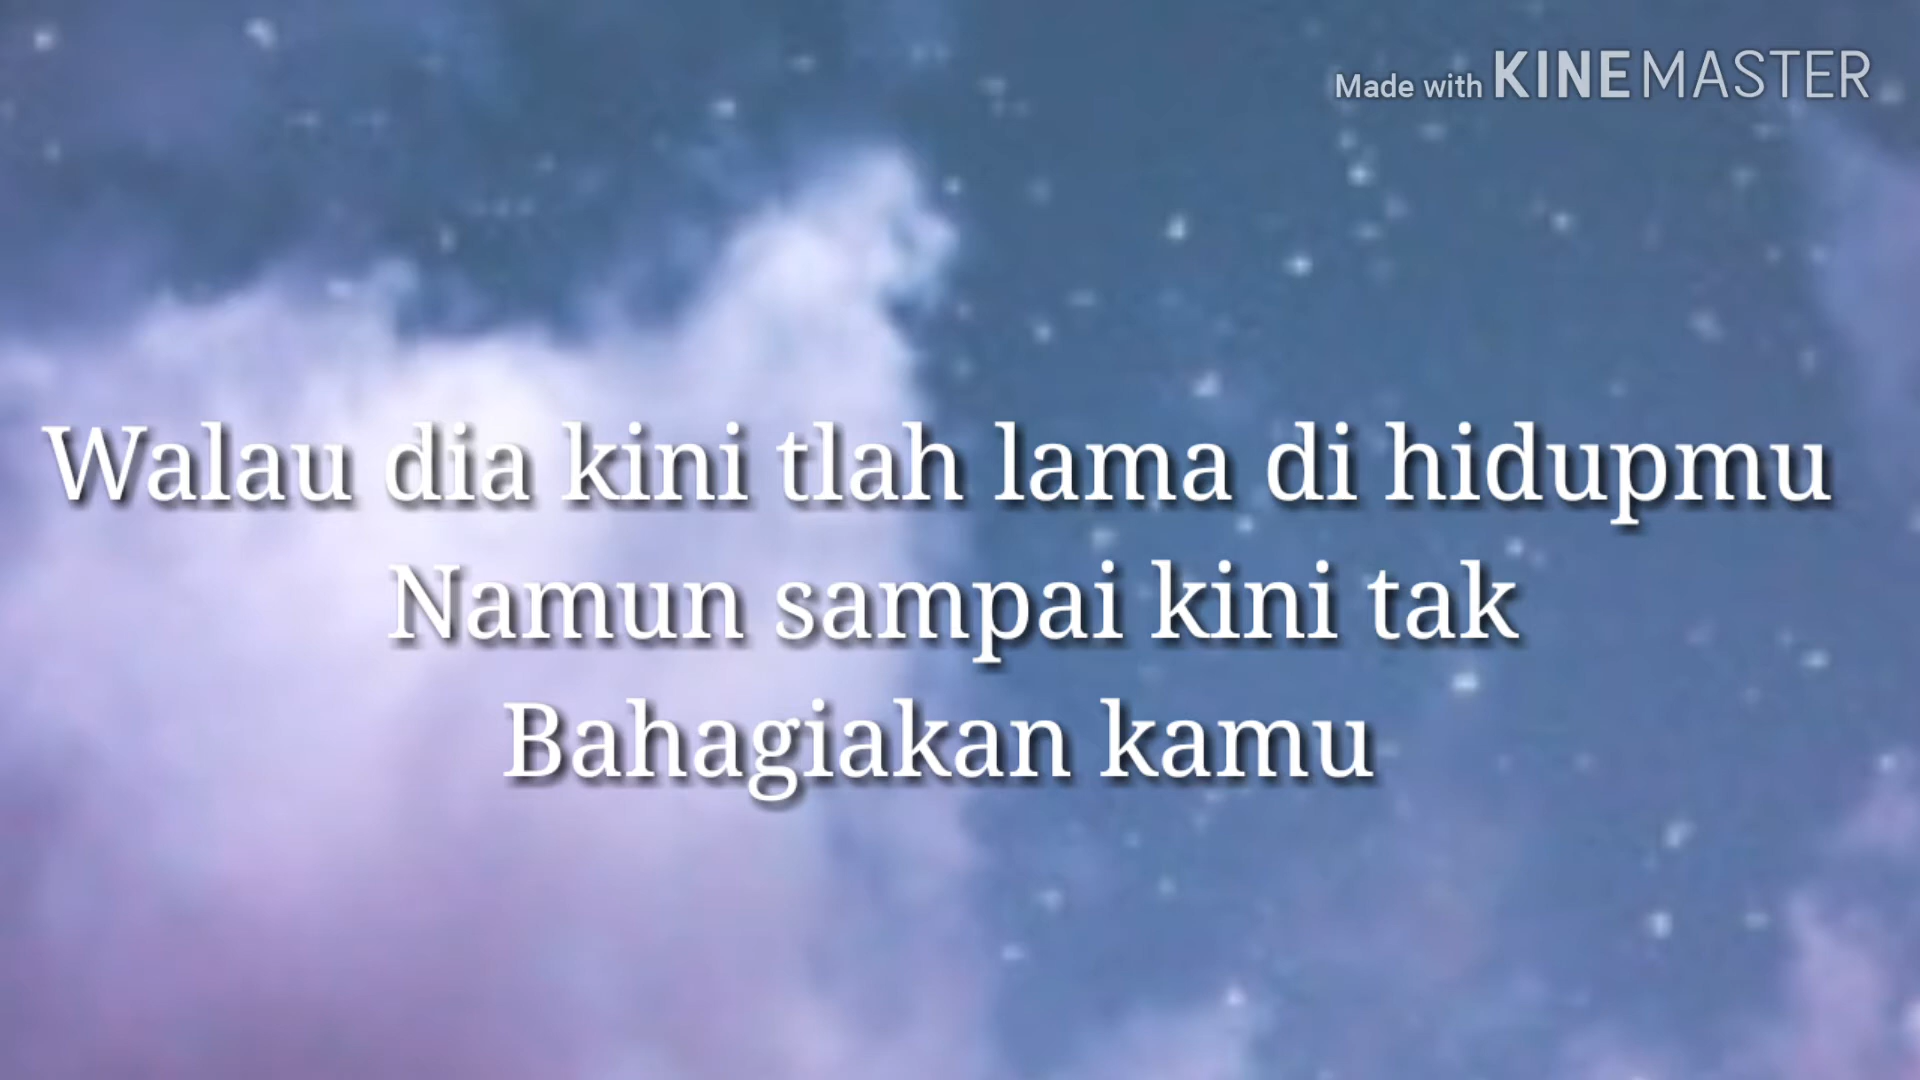 Made with KINEMASTER
Walau dia kini tlah lama di hidupmu
Namun sampai kini tak
Bahagiakan kamu